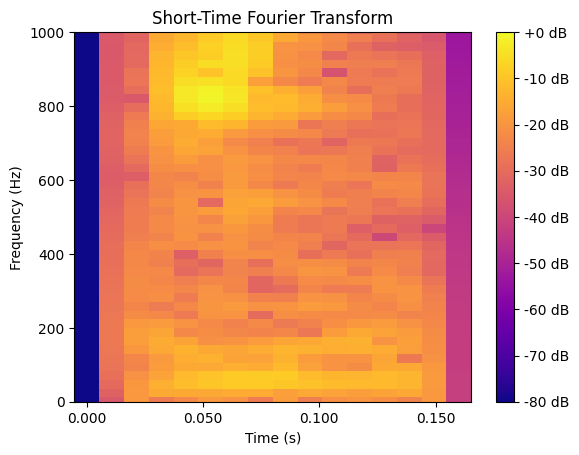 Short-Time Fourier Transform
Frequency (Hz)
1000
800
600
400
200
0
0.000
0.050
0.100
0.150
Time (s)
+0 dB
-10 dB
-20 dB
-30 dB
-40 dB
-50 dB
-60 dB
-70 dB
-80 dB